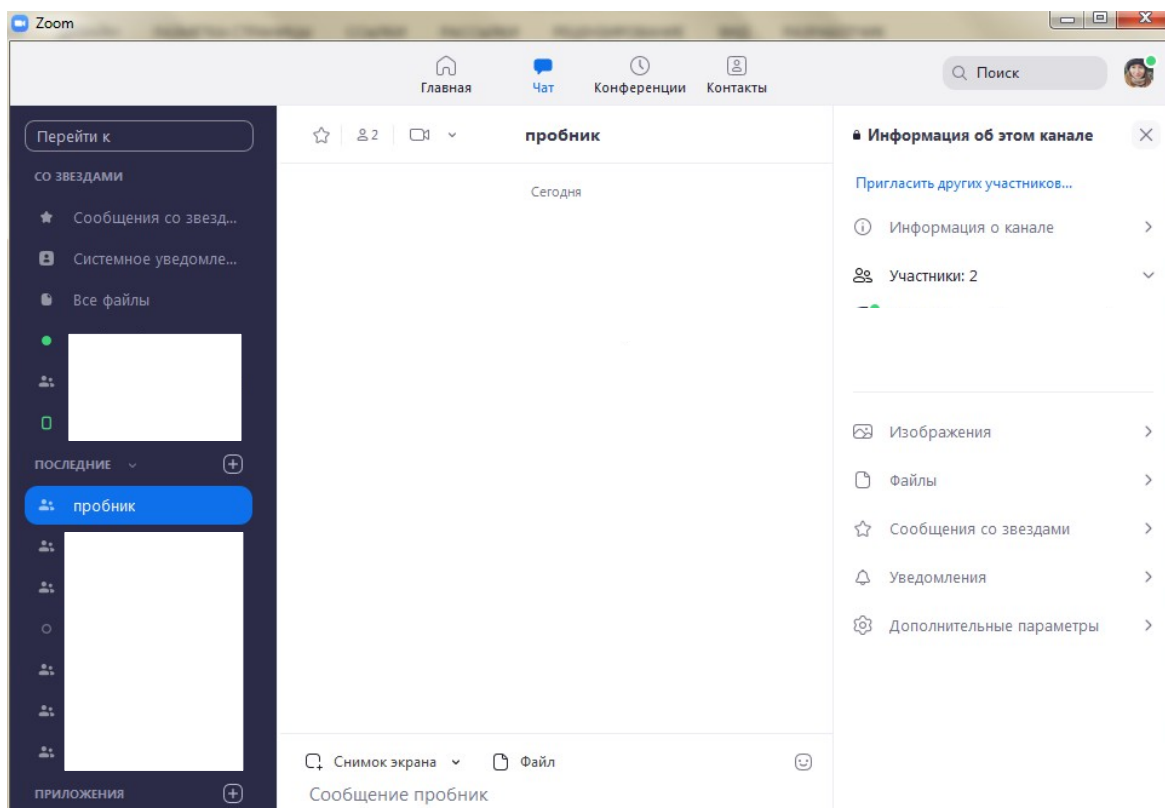 Zoom
Главная
Чат
Конференции
Контакты
Поиск
Перейти к
СО ЗВЕЗДАМИ
Сообщения со звезд...
Системное уведомле...
Все файлы
ПОСЛЕДНИЕ
пробник
ПРИЛОЖЕНИЯ
2
пробник
Сегодня
Снимок экрана
Файл
Сообщение пробник
Информация об этом канале
Пригласить других участников...
Информация о канале
Участники: 2
Изображения
Файлы
Сообщения со звездами
Уведомления
Дополнительные параметры